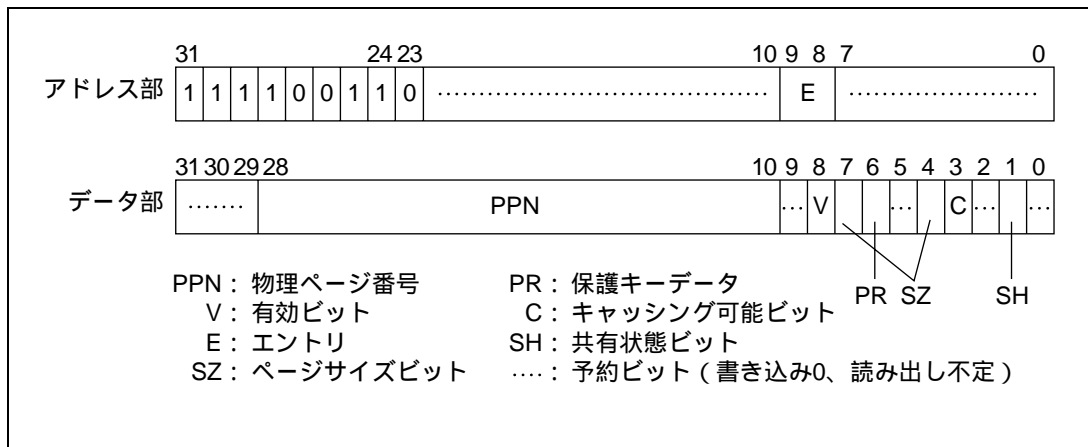 31 24 23 10 9 8 7 0
アドレス部 1 1 1 1 0 0 1 1 0 ………… E …………
31 30 29 28 10 9 8 7 6 5 4 3 2 1 0
データ部 ……. PPN … V … C … …
PR SZ SH
PPN : 物理ページ番号 PR : 保護キーデータ
V : 有効ビット C : キャッシング可能ビット
E : エントリ SH : 共有状態ビット
SZ : ページサイズビット …. : 予約ビット ( 書き込み0、読み出し不定 )